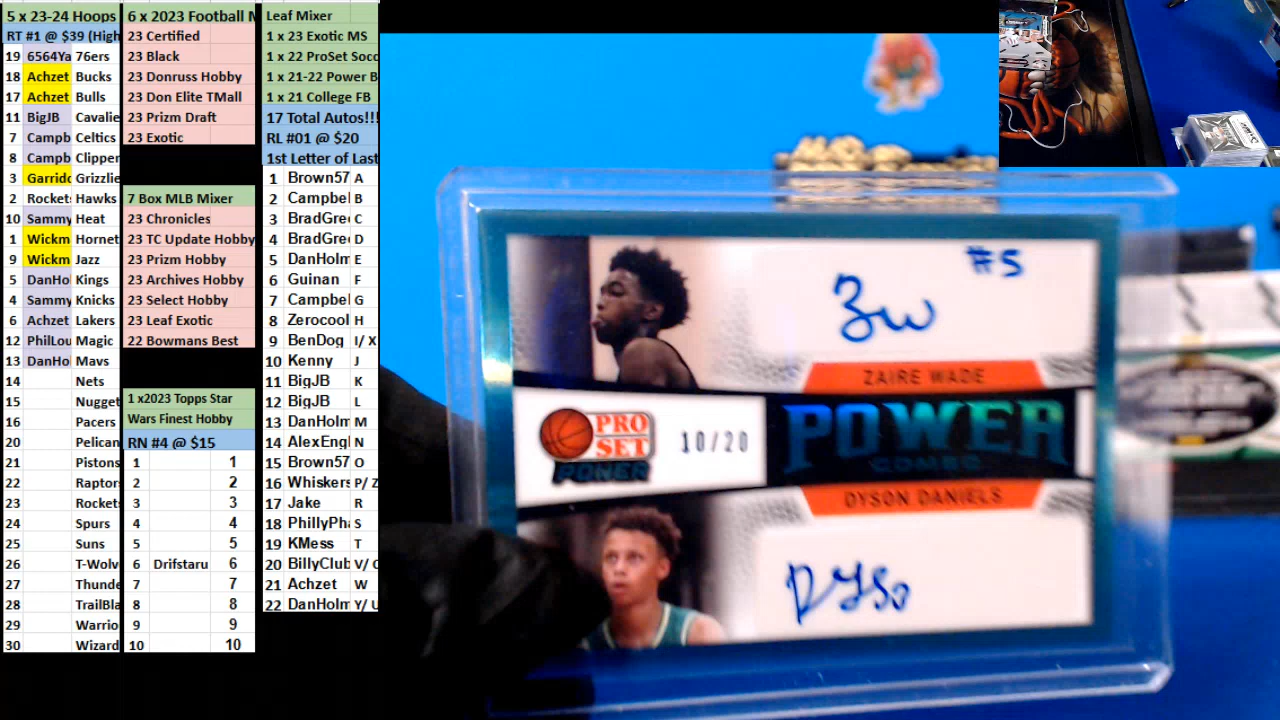 5 x 23-24 Hoops
RT #1 @ $39 (High
19 6564Ya 76ers
18 Achzet Bucks
17 Achzet Bulls
11 BigJB Cavalie
7 Campb Celtics
8 Campb Clipper
3 Garrido Grizzlie
2 Rockets Hawks
10 Sammy Heat
1 Wickm Hornet
9 Wickm Jazz
5 DanHo Kings
4 Sammy Knicks
6 Achzet Lakers
12 PhilLou Magic
13 DanHo Mavs
14 Nets
15 Nugget
16 Pacers
20 Pelican
21 Pistons
22 Raptor
23 Rocket
24 Spurs
25 Suns
26 T-Wolv
27 Thunde
28 TrailBla
29 Warrio
30 Wizard
6 x 2023 Football M
23 Certified
23 Black
23 Donruss Hobby
23 Don Elite TMall
23 Prizm Draft
23 Exotic
7 Box MLB Mixer
23 Chronicles
23 TC Update Hobby
23 Prizm Hobby
23 Archives Hobby
23 Select Hobby
23 Leaf Exotic
22 Bowmans Best
1 x2023 Topps Star
Wars Finest Hobby
RN #4 @ $15
1 1
2 2
3 3
4 4
5 5
6 Drifstaru 6
7 7
8 8
9 9
10 10
Leaf Mixer
1 x 23 Exotic MS
1 x 22 ProSet Socc
1 x 21-22 Power B
1 x 21 College FB
17 Total Autos!!!
RL #01 @ $20
1st Letter of Last
1 Brown57 A
2 Campbel B
3 BradGree C
4 BradGree D
5 DanHolm E
6 Guinan F
7 Campbel G
8 Zerocool H
9 BenDog I/ X
10 Kenny J
11 BigJB K
12 BigJB L
13 DanHolm M
14 AlexEngl N
15 Brown57 O
16 Whiskers P/ Z
17 Jake R
18 PhillyPha S
19 KMess T
20 BillyClub V/ Q
21 Achzet W
22 DanHolm Y/ U
#5
ZW
ZAIRE WADE
PRO SET POWER
10/20
POWER
COMBO
DYSON DANIELS